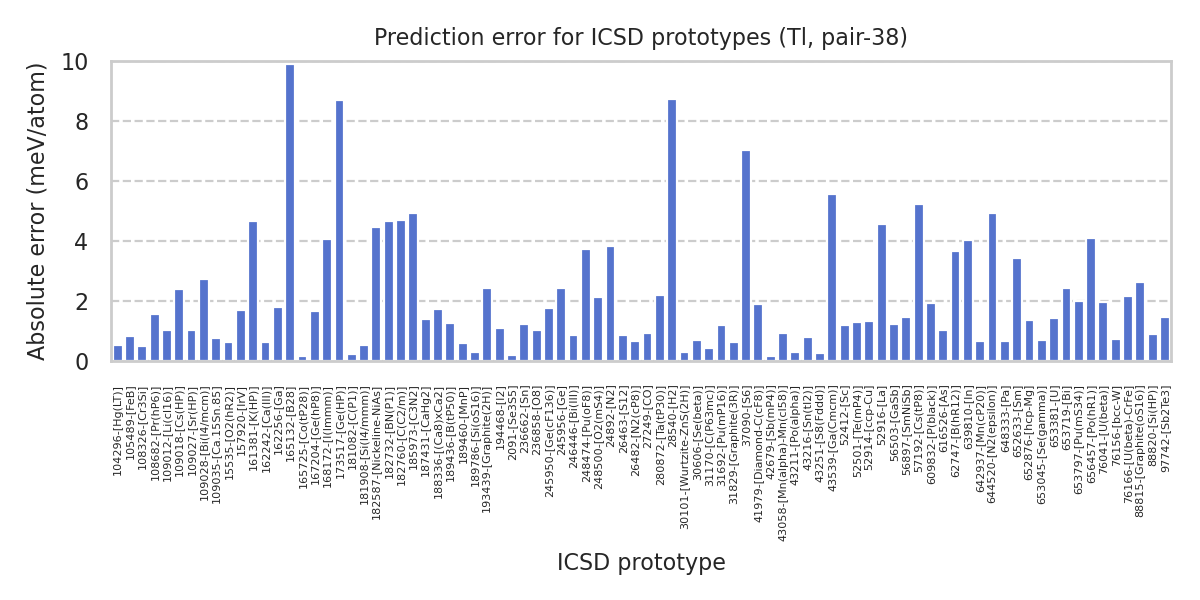 Prediction error for ICSD prototypes (Tl, pair-38)
Absolute error (meV/atom)
10
8
6
4
2
0
104296-[Hg(LT)]
105489-[FeB]
108326-[Cr3Si]
108682-[Pr(hP6)]
109012-[Li(cI16)]
109018-[Cs(HP)]
109027-[Sr(HP)]
109028-[Bi(I4/mcm)]
109035-[Ca.15Sn.85]
15535-[O2(hR2)]
157920-[IrV]
161381-[K(HP)]
162242-[Ca(III)]
162256-[Ga]
165132-[B28]
165725-[Co(tP28)]
167204-[Ge(hP8)]
168172-[I(Immm)]
173517-[Ge(HP)]
181082-[C(P1)]
181908-[Si(I4/mmm)]
182587-[Nickeline-NiAs]
182732-[BN(P1)]
182760-[C(C2/m)]
185973-[C3N2]
187431-[CaHg2]
188336-[(Ca8)xCa2]
189436-[B(tP50)]
189460-[MnP]
189786-[Si(oS16)]
193439-[Graphite(2H)]
194468-[I2]
2091-[Se3S5]
236662-[Sn]
236858-[O8]
245950-[Ge(cF136)]
245956-[Ge]
246446-[Bi(III)]
248474-[Pu(oF8)]
248500-[O2(mS4)]
24892-[N2]
26463-[S12]
26482-[N2(cP8)]
27249-[CO]
280872-[Ta(tP30)]
28540-[H2]
30101-[Wurtzite-ZnS(2H)]
30606-[Se(beta)]
31170-[C(P63mc)]
31692-[Pu(mP16)]
31829-[Graphite(3R)]
37090-[S6]
41979-[Diamond-C(cF8)]
42679-[Sb(mP4)]
43058-[Mn(alpha)-Mn(cI58)]
43211-[Po(alpha)]
43216-[Sn(tI2)]
43251-[S8(Fddd)]
43539-[Ga(Cmcm)]
52412-[Sc]
52501-[Te(mP4)]
52914-[fcc-Cu]
52916-[La]
56503-[GaSb]
56897-[SmNiSb]
57192-[Cs(tP8)]
609832-[P(black)]
616526-[As]
62747-[B(hR12)]
639810-[In]
642937-[Mn(cP20)]
644520-[N2(epsilon)]
648333-[Pa]
652633-[Sm]
652876-[hcp-Mg]
653045-[Se(gamma)]
653381-[U]
653719-[Bi]
653797-[Pu(mS34)]
656457-[Po(hR1)]
76041-[U(beta)]
76156-[bcc-W]
76166-[U(beta)-CrFe]
88815-[Graphite(oS16)]
88820-[Si(HP)]
97742-[Sb2Te3]
ICSD prototype